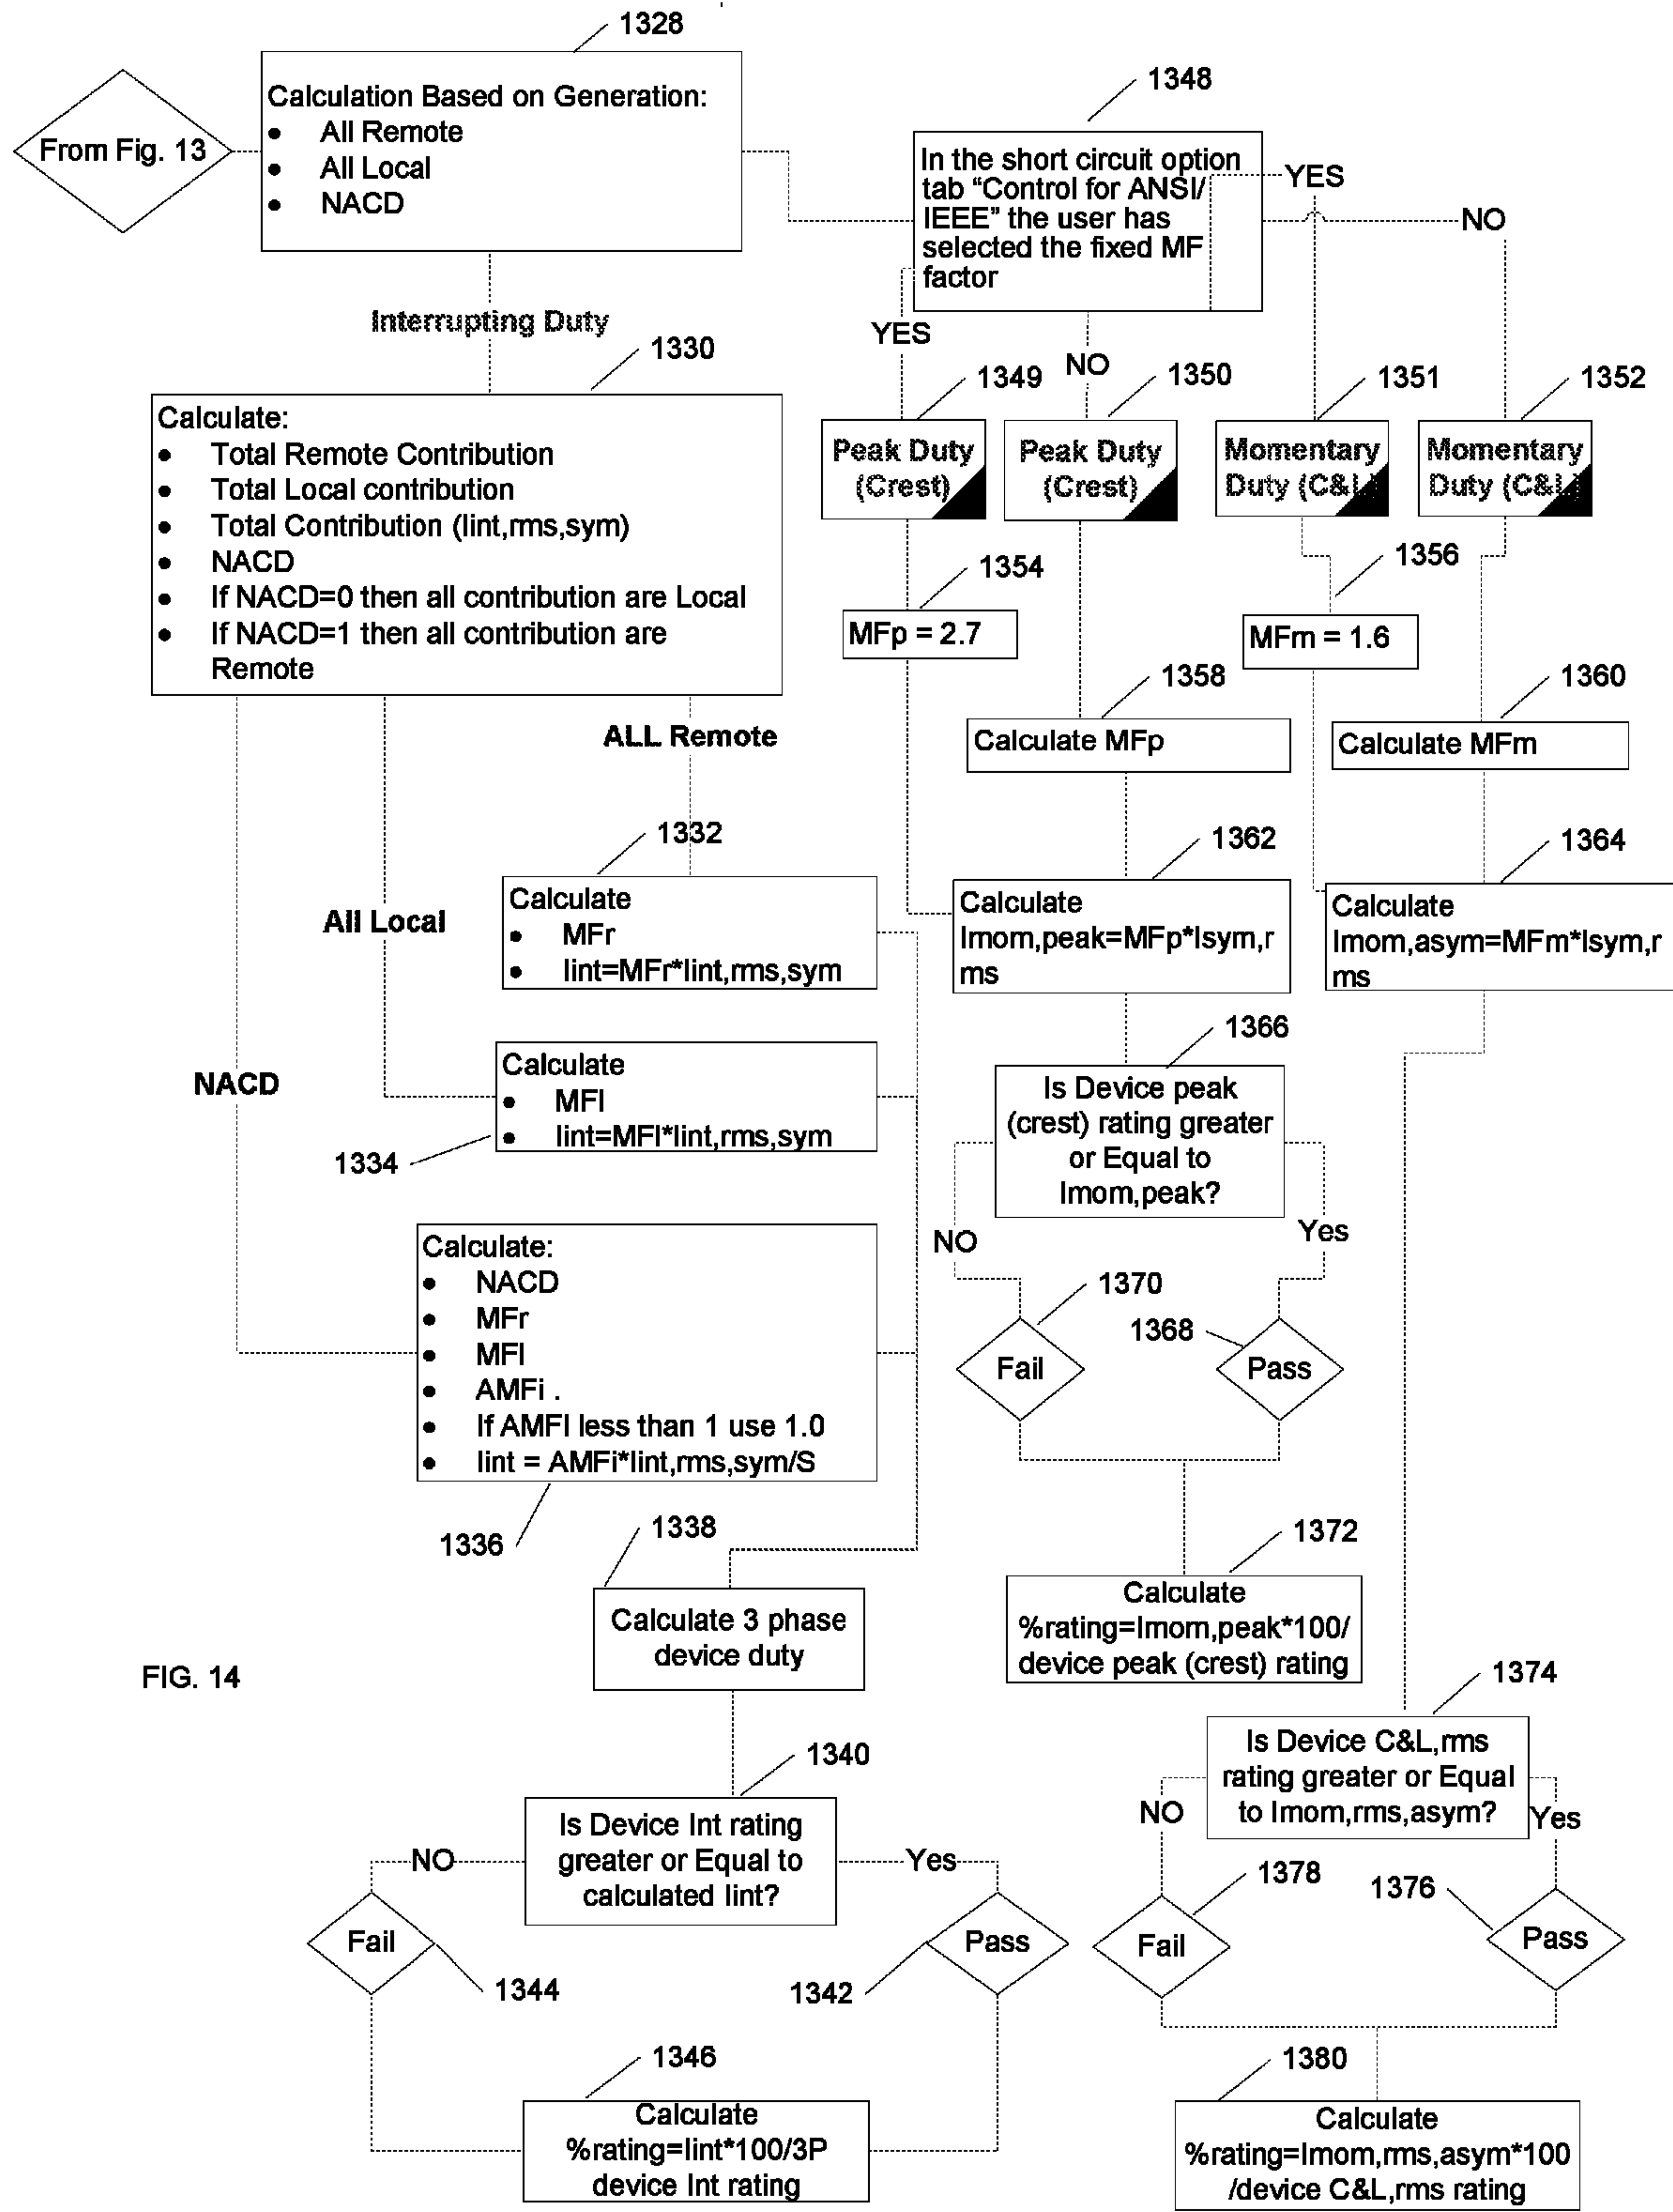 1328
From Fig. 13
Calculation Based on Generation:
• All Remote
• All Local
• NACD
1348
In the short circuit option
tab “Control for ANSI/
IEEE” the user has
selected the fixed MF
factor
YES
NO
Interrupting Duty
YES
NO
1330
Calculate:
• Total Remote Contribution
• Total Local contribution
• Total Contribution (Iint,rms,sym)
• NACD
• If NACD=0 then all contribution are Local
• If NACD=1 then all contribution are
Remote
1349
Peak Duty
(Crest)
1350
Peak Duty
(Crest)
1351
Momentary
Duty (C&L)
1352
Momentary
Duty (C&L)
1354
MFp = 2.7
1356
MFm = 1.6
1358
Calculate MFp
1360
Calculate MFm
ALL Remote
1332
Calculate
• MFr
• Iint=MFr*Iint,rms,sym
All Local
1362
Calculate
Imom,peak=MFp*Isym,r
ms
1364
Calculate
Imom,asym=MFm*Isym,r
ms
NACD
Calculate
• MFl
• Iint=MFl*Iint,rms,sym
1334
1366
Is Device peak
(crest) rating greater
or Equal to
Imom,peak?
NO
Yes
1370
Fail
1368
Pass
Calculate:
• NACD
• MFr
• MFl
• AMFi .
• If AMFI less than 1 use 1.0
• Iint = AMFi*Iint,rms,sym/S
1336
1338
Calculate 3 phase
device duty
1372
Calculate
%rating=Imom,peak*100/
device peak (crest) rating
FIG. 14
1340
Is Device Int rating
greater or Equal to
calculated Iint?
NO
Yes
Fail
1344
Pass
1342
1374
Is Device C&L,rms
rating greater or Equal
to Imom,rms,asym?
NO
Yes
1378
Fail
1376
Pass
1346
Calculate
%rating=Iint*100/3P
device Int rating
1380
Calculate
%rating=Imom,rms,asym*100
/device C&L,rms rating